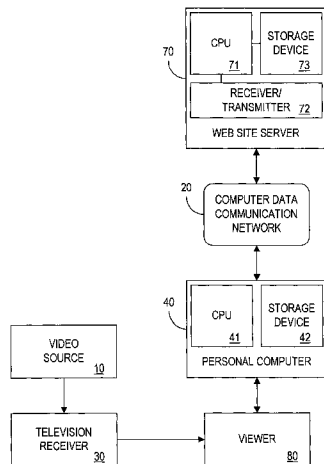 70
CPU
71
STORAGE
DEVICE
73
RECEIVER/
TRANSMITTER
72
WEB SITE SERVER
20
COMPUTER DATA
COMMUNICATION
NETWORK
40
CPU
41
STORAGE
DEVICE
42
PERSONAL COMPUTER
VIDEO
SOURCE
10
TELEVISION
RECEIVER
30
VIEWER
80